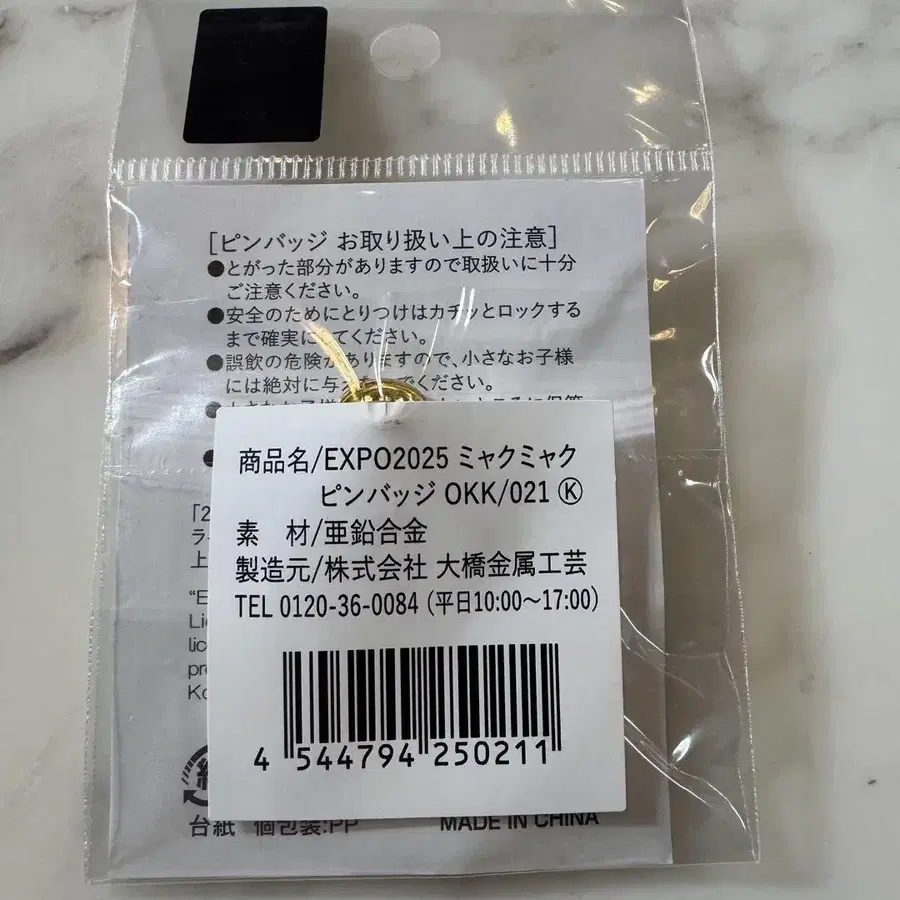 [ピンバッジ お取り扱い上の注意]
●とがった部分がありますので取扱いに十分
ご注意ください。
●安全のためにとりつけはカチッとロックする
まで確実に てください。
●誤飲の危険がありますので、小さなお子様
には絶対に与 でください。
商品名/EXPO2025 ミャクミャク
ピンバッジ OKK/021 Ⓚ
素 材/亜鉛合金
製造元/株式会社 大橋金属工芸
TEL 0120-36-0084 (平日10:00〜17:00)
4 544794 250211
台紙 個包装:PP
MADE IN CHINA